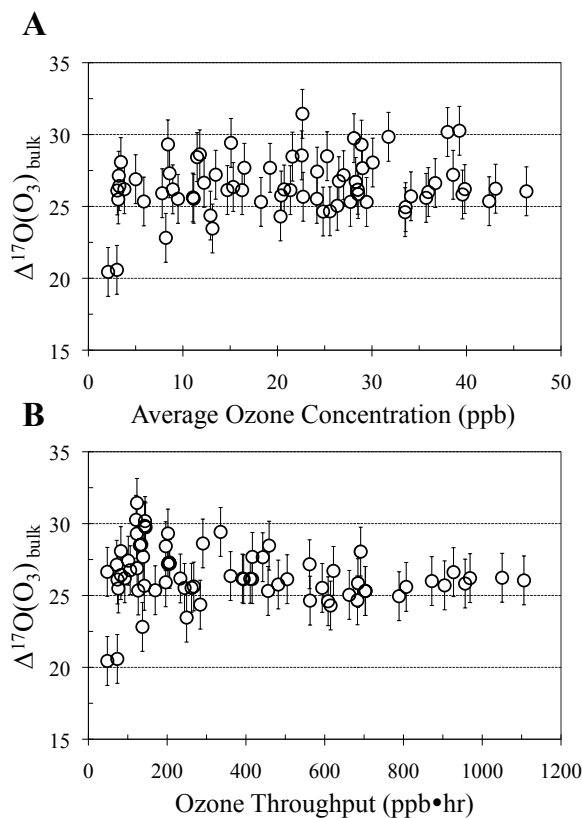 A
35
30
25
20
15
Δ¹⁷O(O₃)bulk
0 10 20 30 40 50
Average Ozone Concentration (ppb)
B
35
30
25
20
15
Δ¹⁷O(O₃)bulk
0 200 400 600 800 1000 1200
Ozone Throughput (ppb•hr)